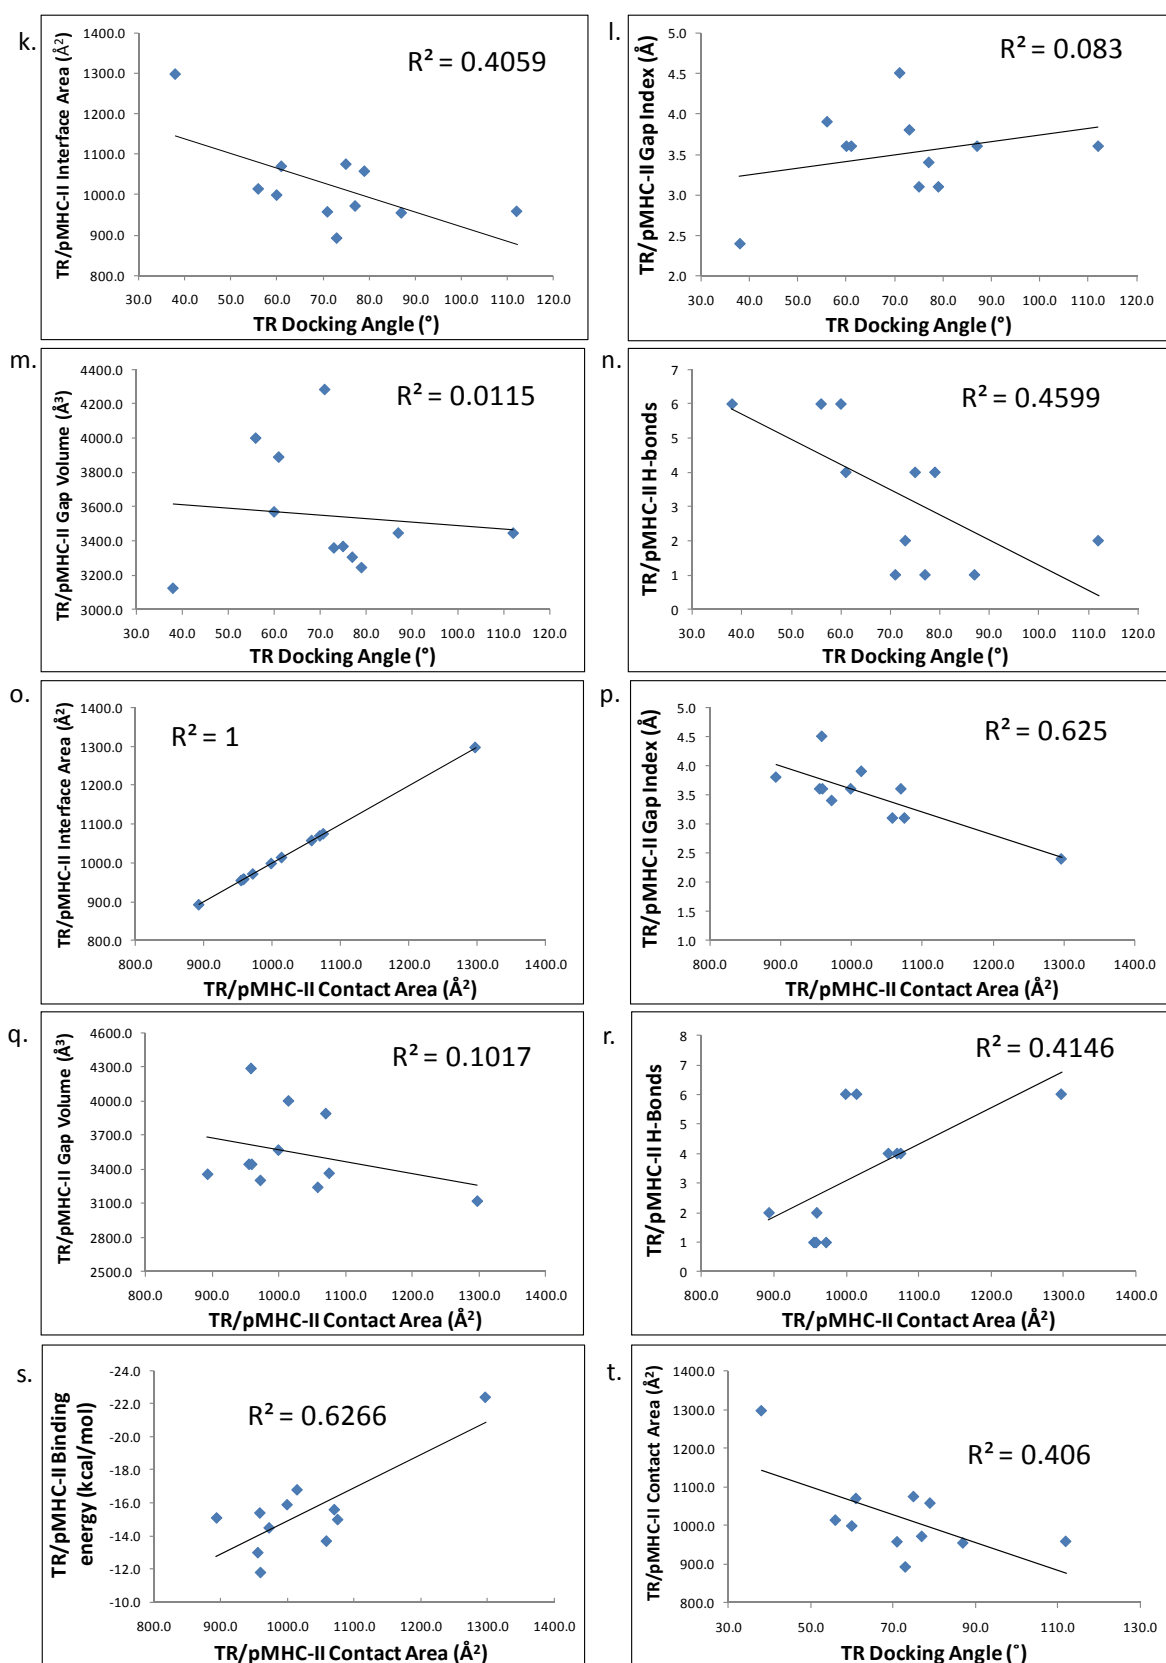 k.
TR/pMHC-II Interface Area (Å²)
1400.0
1300.0
1200.0
1100.0
1000.0
900.0
800.0
R² = 0.4059
30.0 40.0 50.0 60.0 70.0 80.0 90.0 100.0 110.0 120.0
TR Docking Angle (°)
l.
TR/pMHC-II Gap Index (Å)
5.0
4.5
4.0
3.5
3.0
2.5
2.0
R² = 0.083
30.0 40.0 50.0 60.0 70.0 80.0 90.0 100.0 110.0 120.0
TR Docking Angle (°)
m.
TR/pMHC-II Gap Volume (Å³)
4400.0
4200.0
4000.0
3800.0
3600.0
3400.0
3200.0
3000.0
R² = 0.0115
30.0 40.0 50.0 60.0 70.0 80.0 90.0 100.0 110.0 120.0
TR Docking Angle (°)
n.
TR/pMHC-II H-bonds
7
6
5
4
3
2
1
0
R² = 0.4599
30.0 40.0 50.0 60.0 70.0 80.0 90.0 100.0 110.0 120.0
TR Docking Angle (°)
o.
TR/pMHC-II Interface Area (Å²)
1400.0
1300.0
1200.0
1100.0
1000.0
900.0
800.0
R² = 1
800.0 900.0 1000.0 1100.0 1200.0 1300.0 1400.0
TR/pMHC-II Contact Area (Å²)
p.
TR/pMHC-II Gap Index (Å)
5.0
4.5
4.0
3.5
3.0
2.5
2.0
1.5
1.0
R² = 0.625
800.0 900.0 1000.0 1100.0 1200.0 1300.0 1400.0
TR/pMHC-II Contact Area (Å²)
q.
TR/pMHC-II Gap Volume (Å³)
4600.0
4300.0
4000.0
3700.0
3400.0
3100.0
2800.0
2500.0
R² = 0.1017
800.0 900.0 1000.0 1100.0 1200.0 1300.0 1400.0
TR/pMHC-II Contact Area (Å²)
r.
TR/pMHC-II H-Bonds
8
7
6
5
4
3
2
1
0
R² = 0.4146
800.0 900.0 1000.0 1100.0 1200.0 1300.0 1400.0
TR/pMHC-II Contact Area (Å²)
s.
TR/pMHC-II Binding
energy (kcal/mol)
-24.0
-22.0
-20.0
-18.0
-16.0
-14.0
-12.0
-10.0
R² = 0.6266
800.0 900.0 1000.0 1100.0 1200.0 1300.0 1400.0
TR/pMHC-II Contact Area (Å²)
t.
TR/pMHC-II Contact Area (Å²)
1400.0
1300.0
1200.0
1100.0
1000.0
900.0
800.0
R² = 0.406
30.0 50.0 70.0 90.0 110.0 130.0
TR Docking Angle (°)